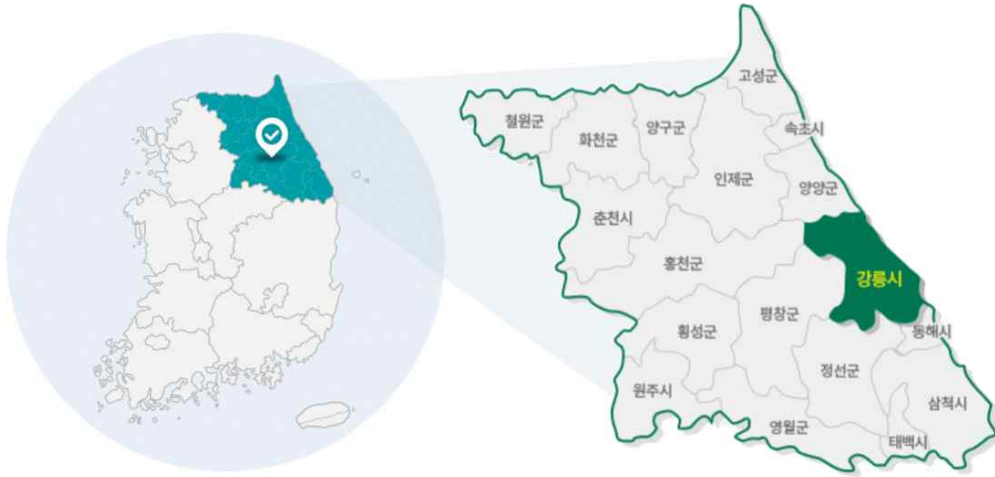 고성군
철원군
화천군
양구군
속초시
인제군
양양군
춘천시
홍천군
강릉시
평창군
횡성군
동해시
정선군
원주시
삼척시
영월군
태백시